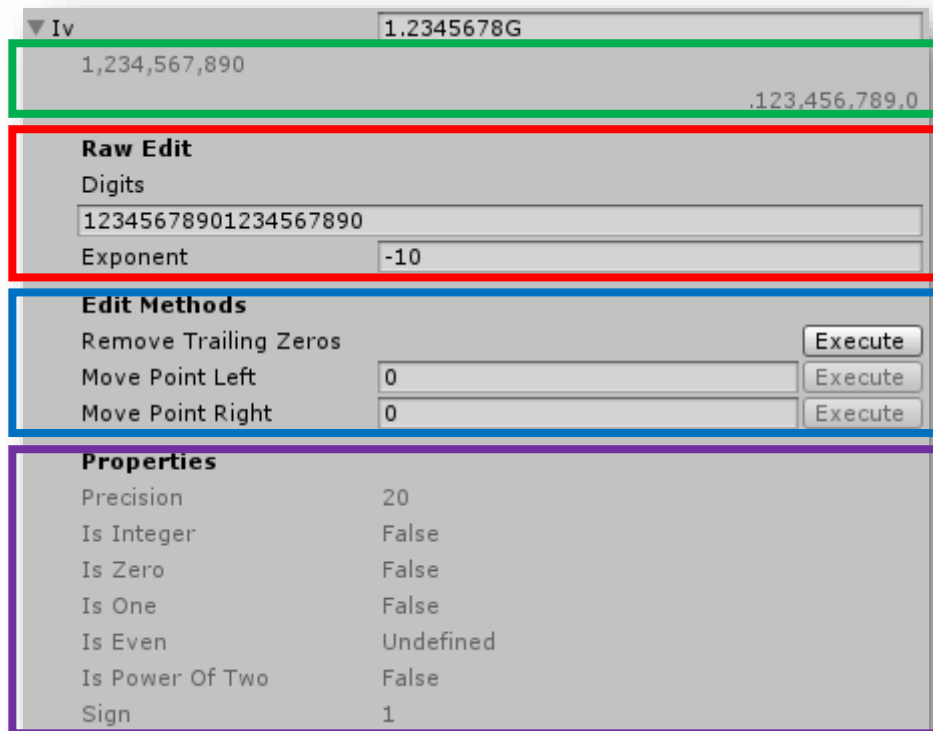 Iv 1.2345678G
1,234,567,890
.123,456,789,0
Raw Edit
Digits
12345678901234567890
Exponent -10
Edit Methods
Remove Trailing Zeros Execute
Move Point Left 0 Execute
Move Point Right 0 Execute
Properties
Precision 20
Is Integer False
Is Zero False
Is One False
Is Even Undefined
Is Power Of Two False
Sign 1